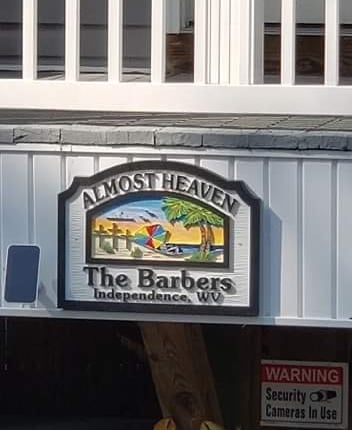 ALMOST HEAVEN
The Barbers
Independence, WV
WARNING
Security
Cameras In Use